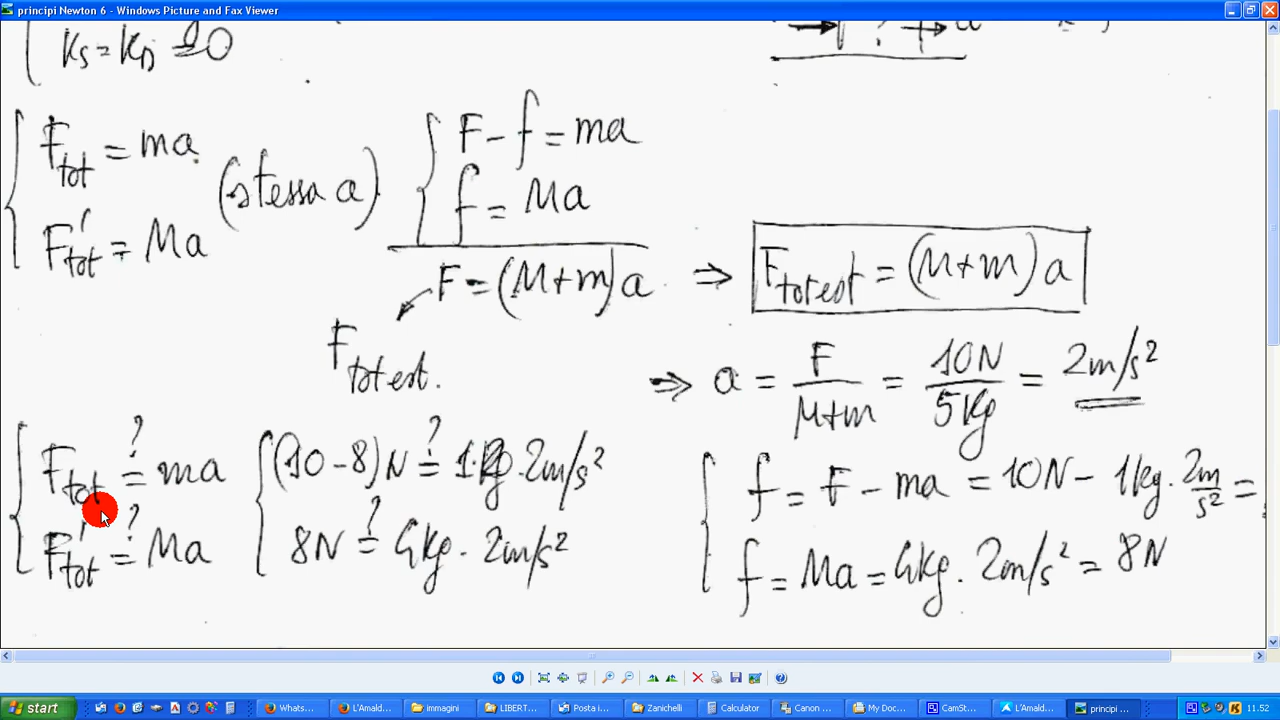 principi Newton 6 - Windows Picture and Fax Viewer
Ks = KD = 0
Ftot = ma
F'tot = Ma
(stessa a)
F - f = ma
f = Ma
F = (M+m)a ⇒ Ftot est = (M+m)a
Ftot est.
⇒ a = F/(M+m) = 10N/5Kg = 2m/s²
Ftot ?= ma
F'tot ?= Ma
(10-8)N ?= 1Kg·2m/s²
8N ?= 4Kg · 2m/s²
f = F - ma = 10N - 1Kg · 2m/s² =
f = Ma = 4Kg · 2m/s² = 8N
start
Whats...
L'Amald...
immagini
LIBERT...
Posta i...
Zanichelli
Calculator
Canon ...
My Doc...
CamSt...
L'Amald...
principi ...
11.52